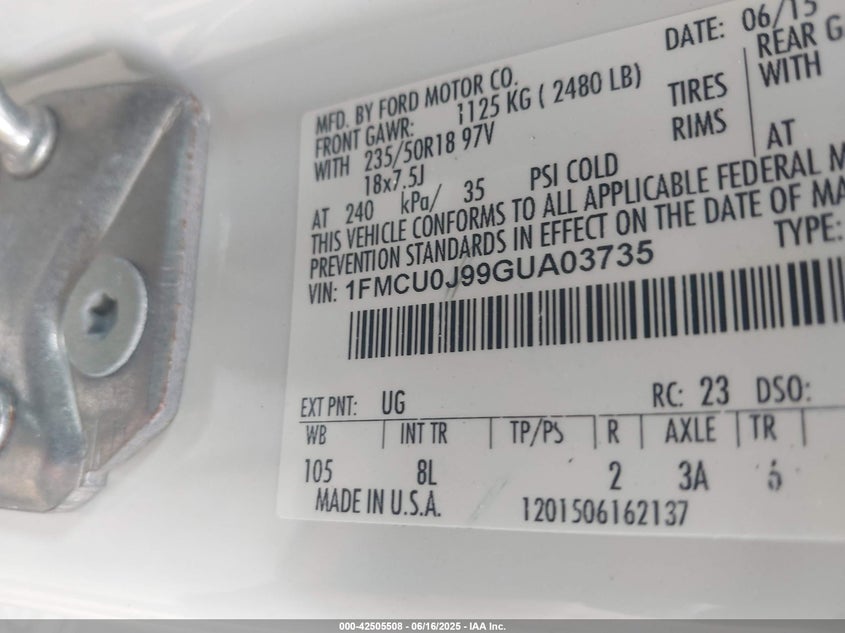 DATE: 06/15
MFD. BY FORD MOTOR CO.
FRONT GAWR: 1125 KG ( 2480 LB)
REAR G
WITH 235/50R18 97V
TIRES
WITH
18x7.5J
RIMS
AT 240 kPa/ 35 PSI COLD
AT
THIS VEHICLE CONFORMS TO ALL APPLICABLE FEDERAL M
PREVENTION STANDARDS IN EFFECT ON THE DATE OF MA
VIN: 1FMCU0J99GUA03735
TYPE:
EXT PNT: UG
RC: 23 DSO:
WB INT TR TP/PS R AXLE TR
105 8L 2 3A 6
MADE IN U.S.A.
1201506162137
000-42505508 - 06/16/2025 - IAA Inc.